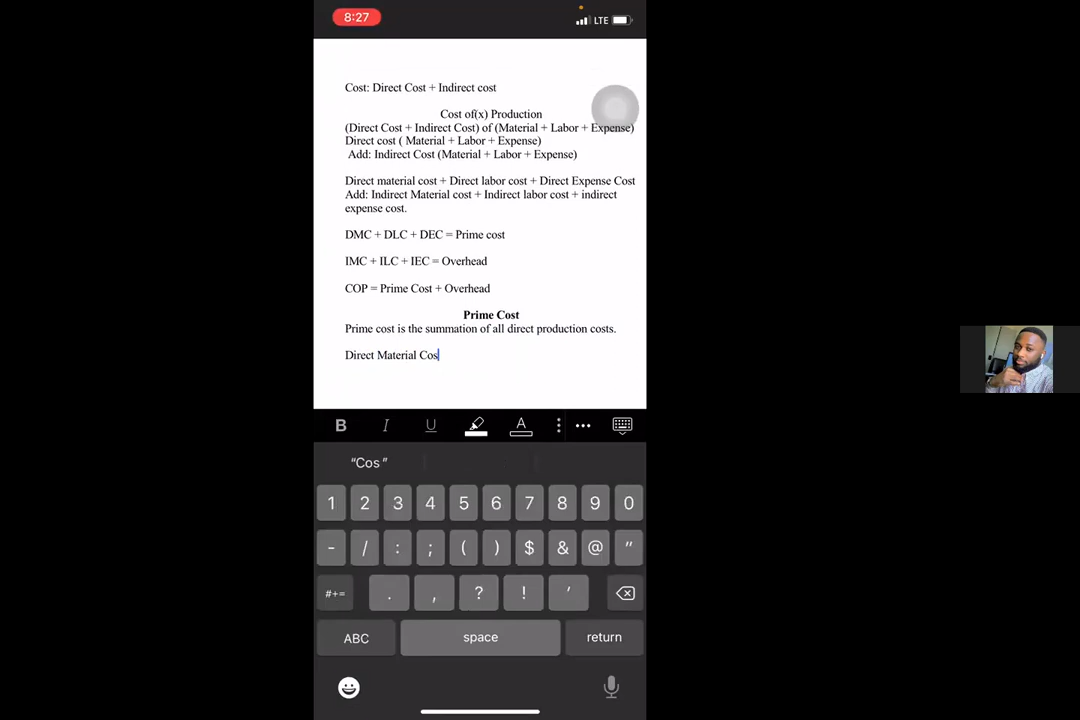 8:27
LTE
Cost: Direct Cost + Indirect cost
Cost of(x) Production
(Direct Cost + Indirect Cost) of (Material + Labor + Expense)
Direct cost ( Material + Labor + Expense)
Add: Indirect Cost (Material + Labor + Expense)
Direct material cost + Direct labor cost + Direct Expense Cost
Add: Indirect Material cost + Indirect labor cost + indirect
expense cost.
DMC + DLC + DEC = Prime cost
IMC + ILC + IEC = Overhead
COP = Prime Cost + Overhead
Prime Cost
Prime cost is the summation of all direct production costs.
Direct Material Cos
B I U A
“Cos”
1 2 3 4 5 6 7 8 9 0
- / : ; ( ) $ & @ "
#+= . , ? ! '
ABC space return